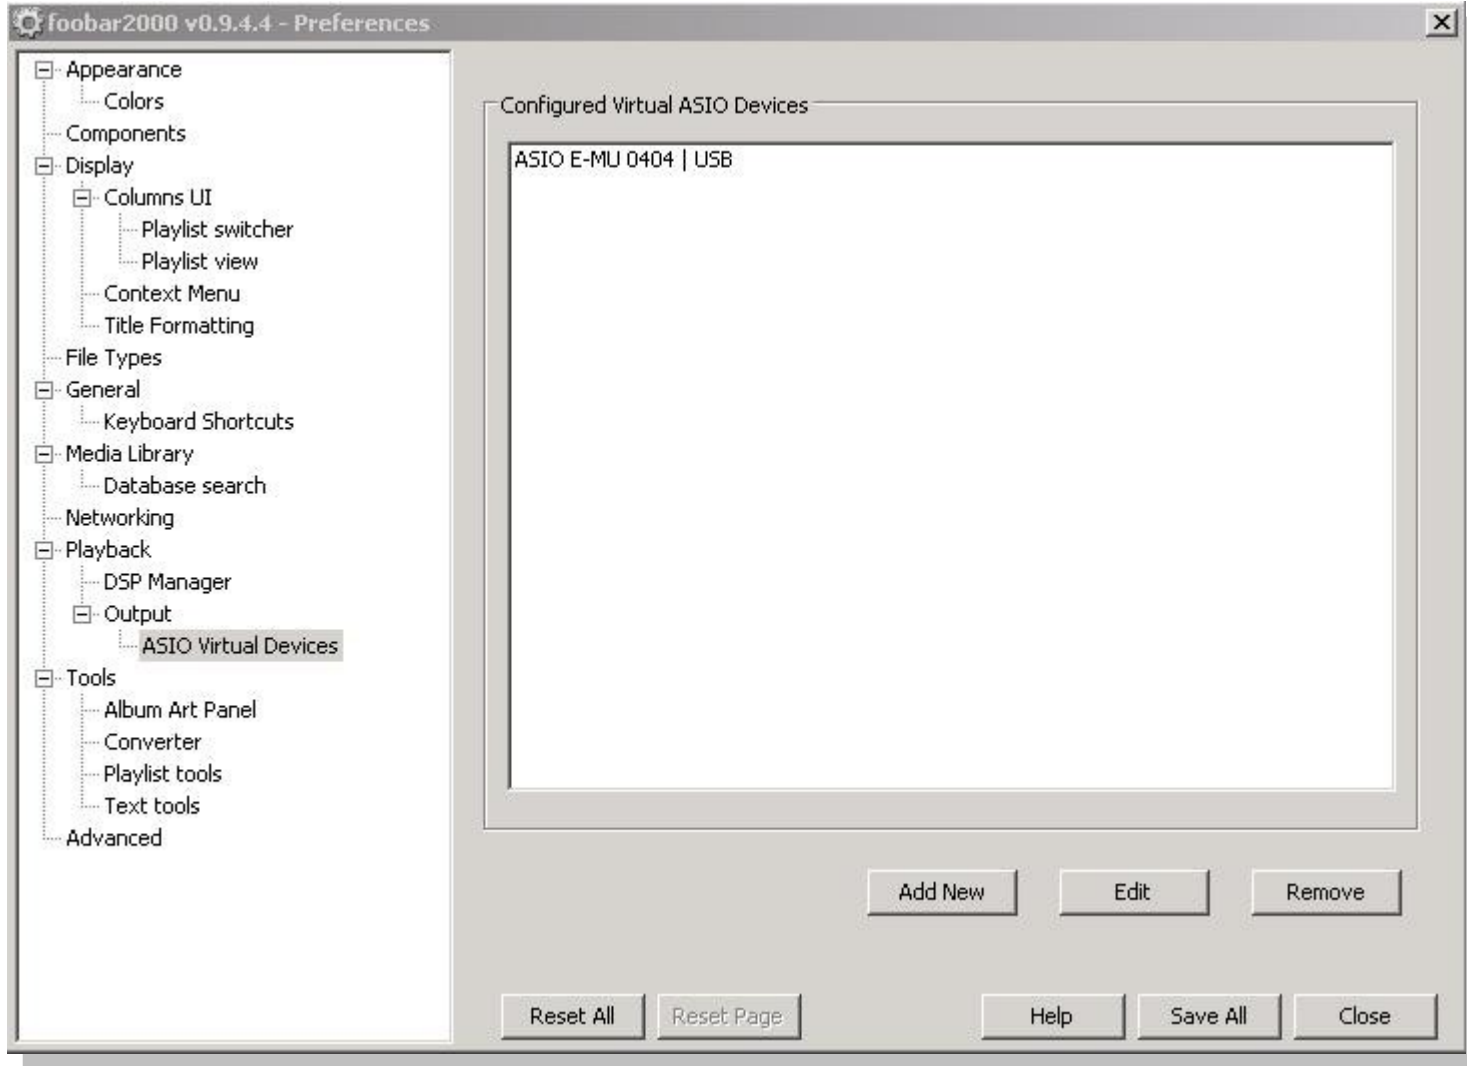 foobar2000 v0.9.4.4 - Preferences
Appearance
Colors
Components
Display
Columns UI
Playlist switcher
Playlist view
Context Menu
Title Formatting
File Types
General
Keyboard Shortcuts
Media Library
Database search
Networking
Playback
DSP Manager
Output
ASIO Virtual Devices
Tools
Album Art Panel
Converter
Playlist tools
Text tools
Advanced
Configured Virtual ASIO Devices
ASIO E-MU 0404 | USB
Add New Edit Remove
Reset All Reset Page Help Save All Close